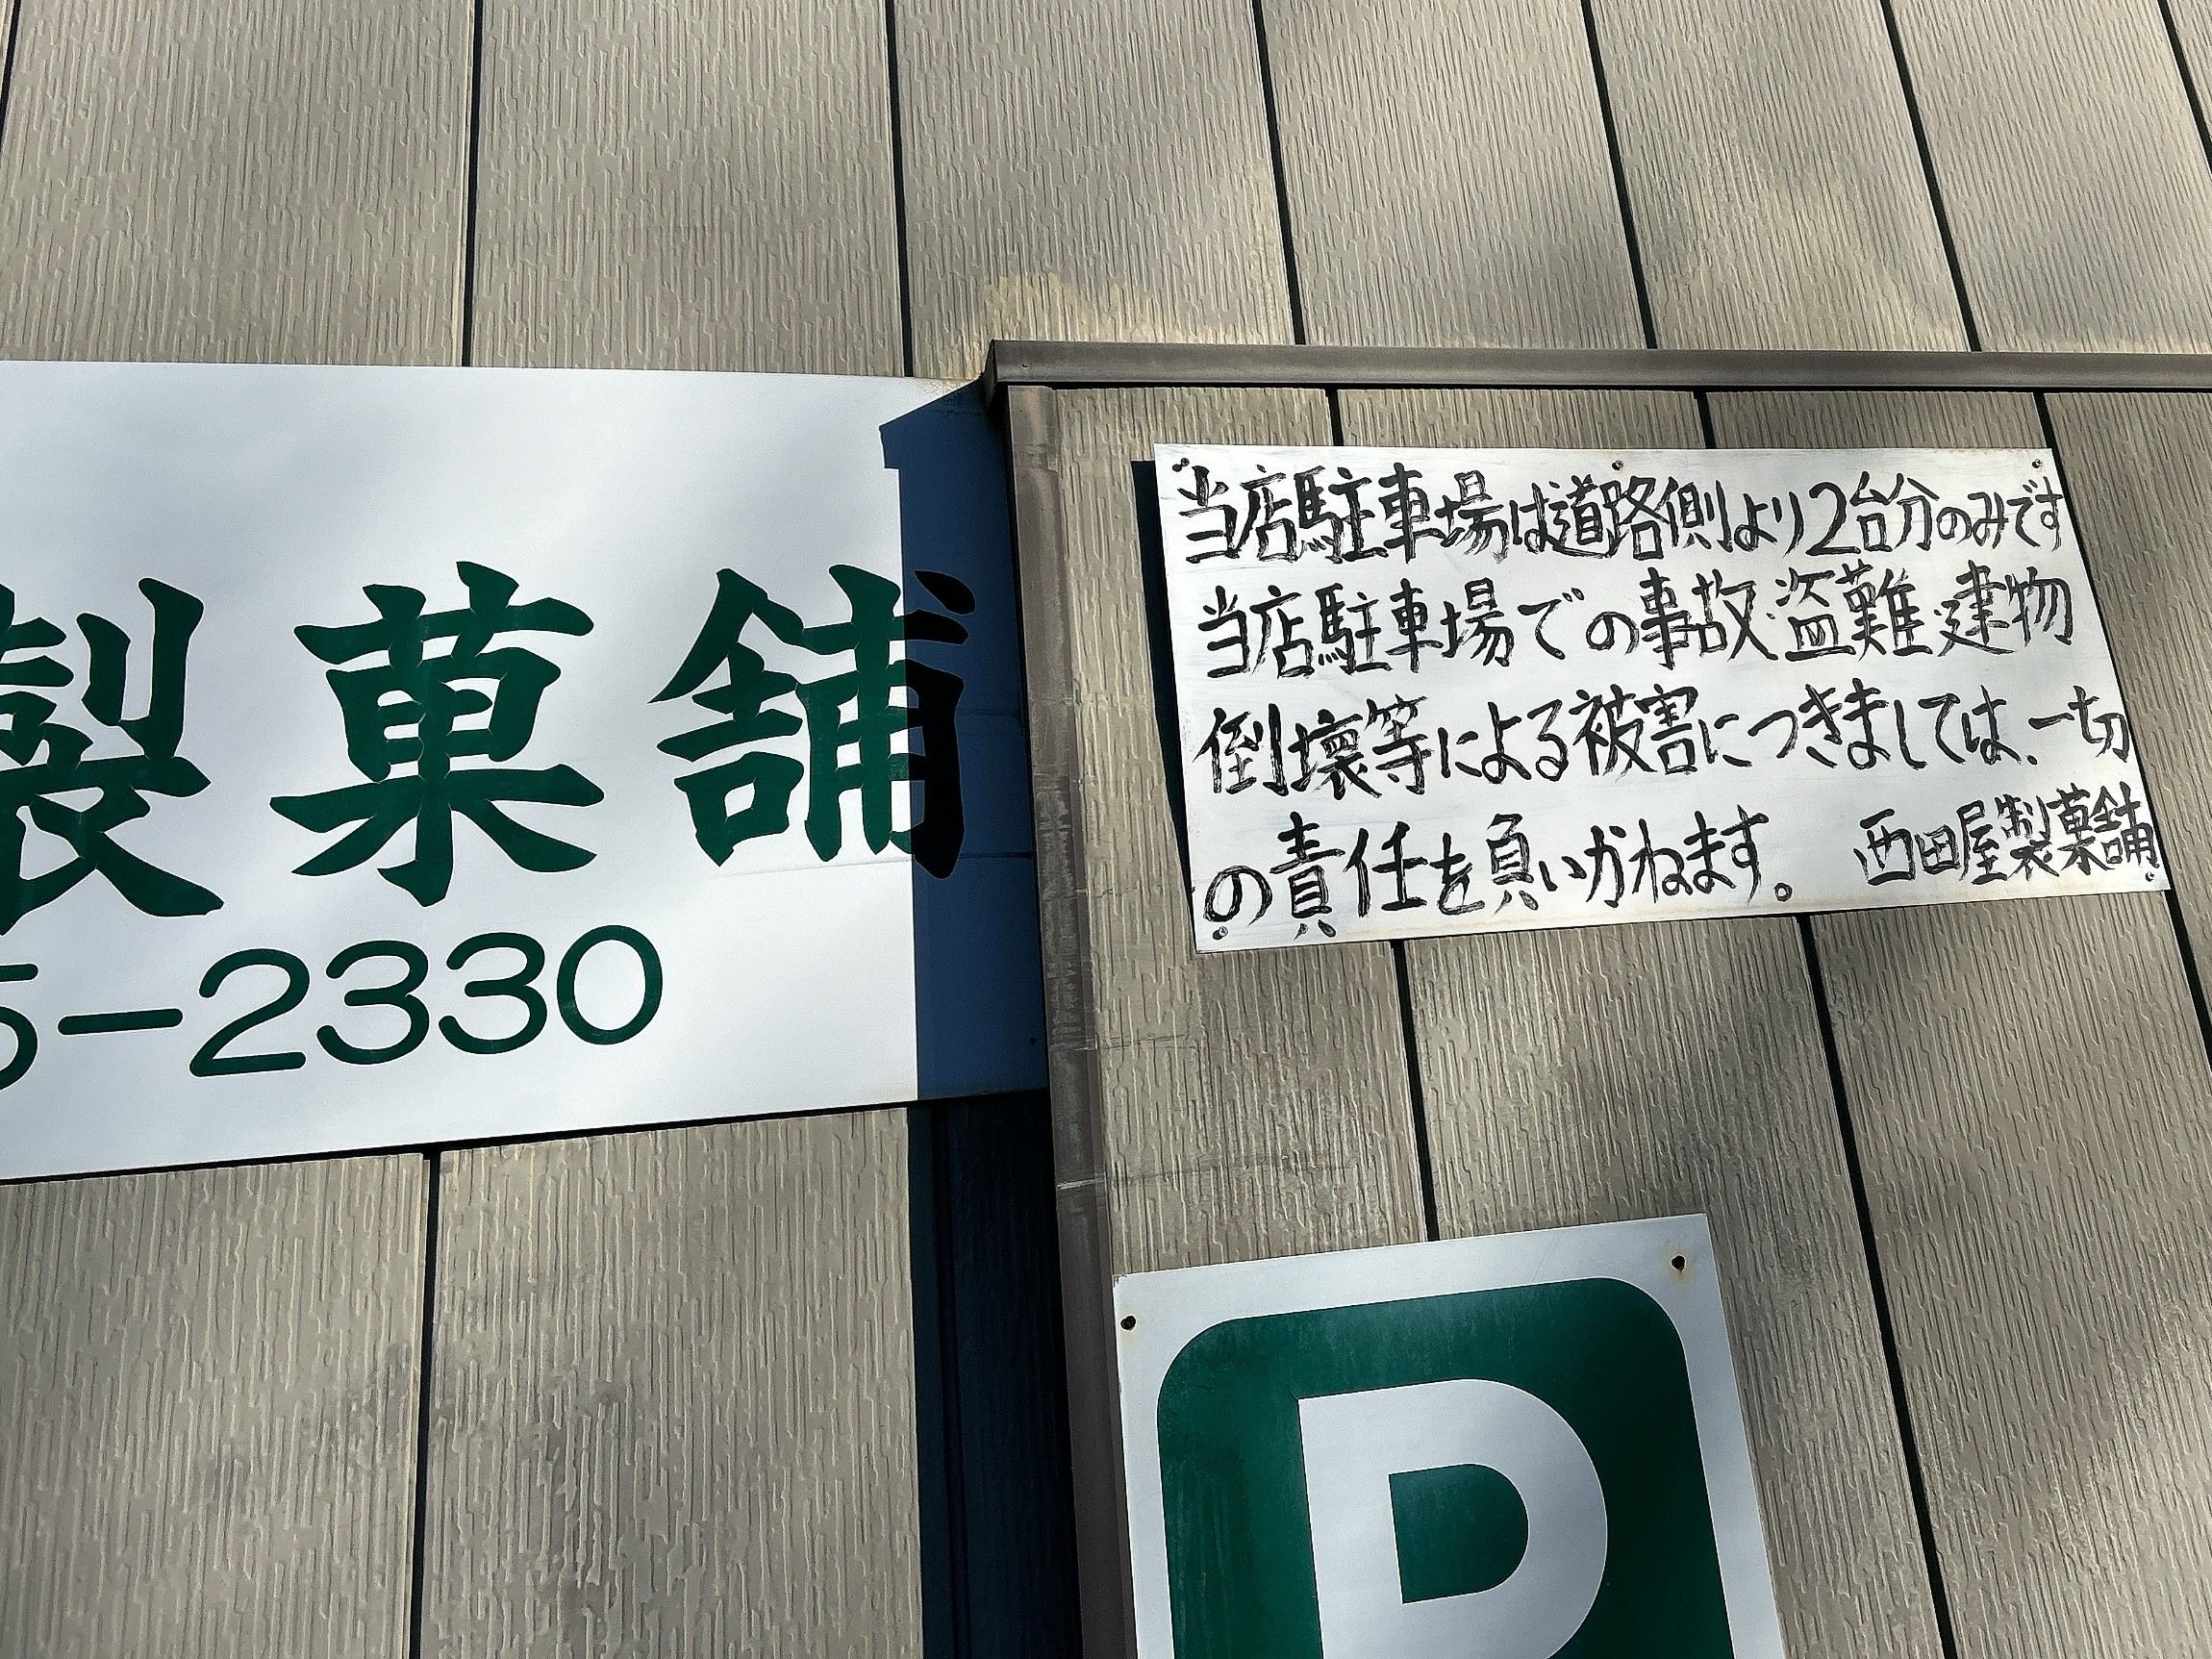 製菓舗
5-2330
当店駐車場は道路側より2台分のみです
当店駐車場での事故・盗難・建物
倒壊等による被害につきましては、一切
の責任を負いかねます。 西田屋製菓舗
P